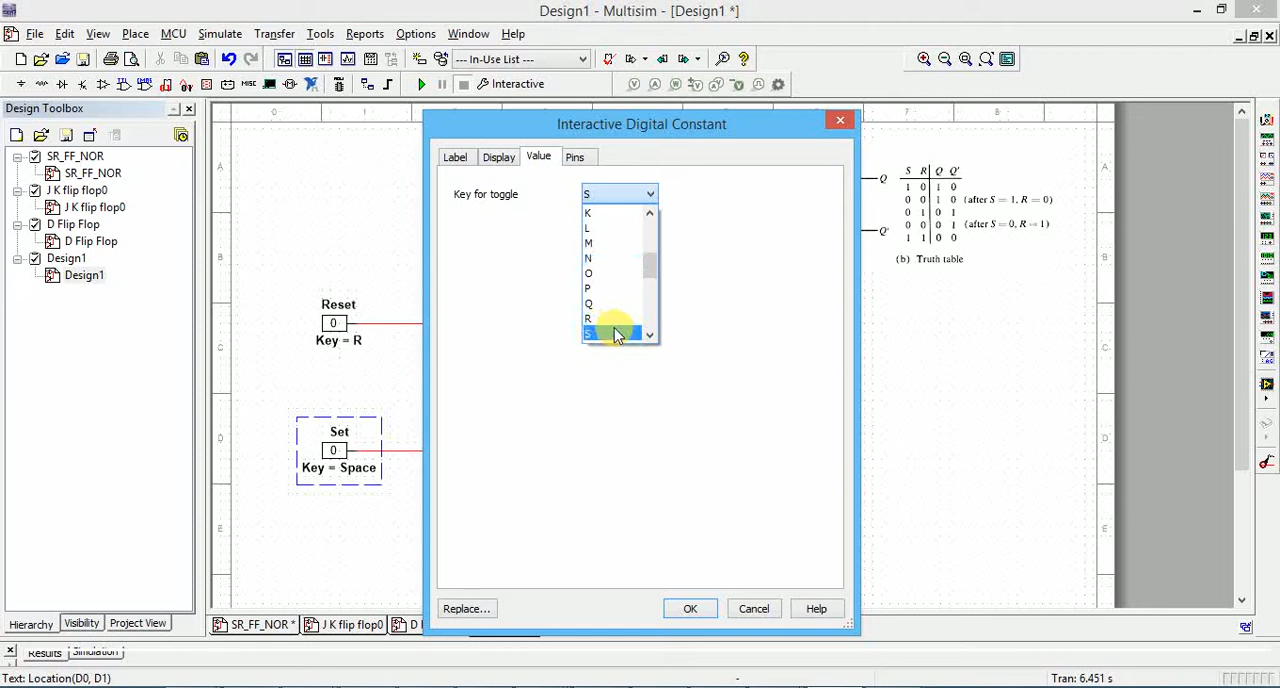 Design1 - Multisim - [Design1 *]
File Edit View Place MCU Simulate Transfer Tools Reports Options Window Help
--- In-Use List ---
Interactive
Design Toolbox
SR_FF_NOR
SR_FF_NOR
J K flip flop0
J K flip flop0
D Flip Flop
D Flip Flop
Design1
Design1
Hierarchy Visibility Project View
0 1 7 8
A
B
C
D
E
A
B
C
D
E
Reset
0
Key = R
Set
0
Key = Space
Interactive Digital Constant
Label Display Value Pins
Key for toggle S
K
L
M
N
O
P
Q
R
S
Replace... OK Cancel Help
Q
Q'
S R Q Q'
1 0 1 0
0 0 1 0 (after S = 1, R = 0)
0 1 0 1
0 0 0 1 (after S = 0, R = 1)
1 1 0 0
(b) Truth table
SR_FF_NOR * J K flip flop0 D
Results Simulation
Text: Location(D0, D1) - Tran: 6.451 s